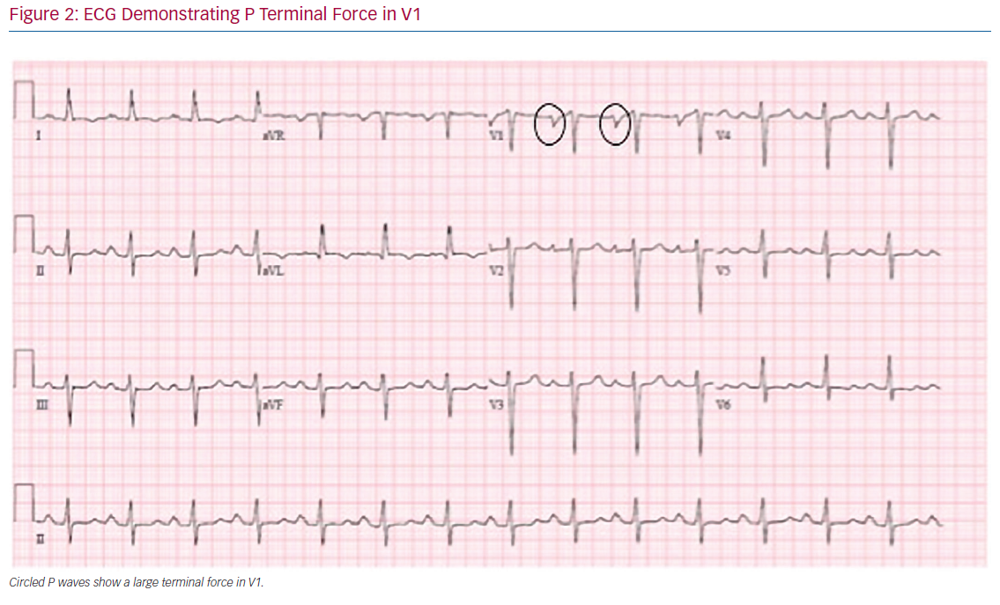 Figure 2: ECG Demonstrating P Terminal Force in V1
I aVR V1 V4
II aVL V2 V5
III aVF V3 V6
II
Circled P waves show a large terminal force in V1.